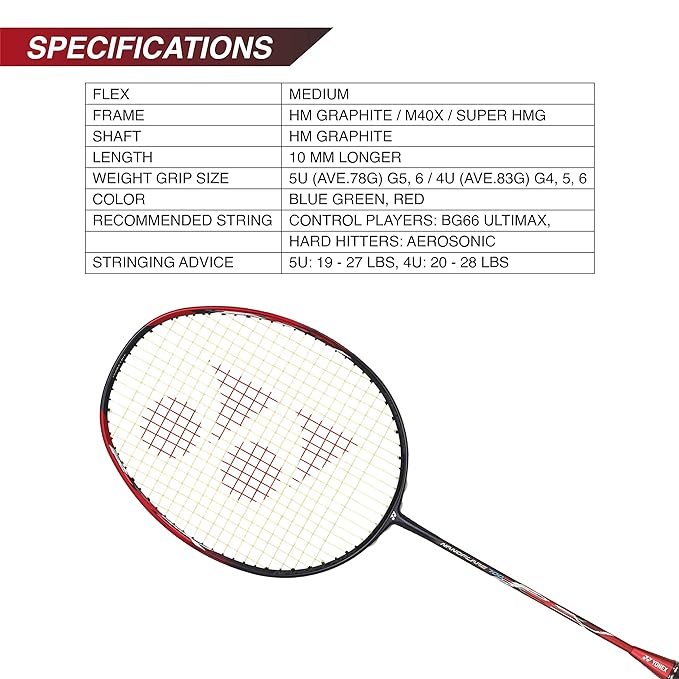 SPECIFICATIONS
FLEX MEDIUM
FRAME HM GRAPHITE / M40X / SUPER HMG
SHAFT HM GRAPHITE
LENGTH 10 MM LONGER
WEIGHT GRIP SIZE 5U (AVE.78G) G5, 6 / 4U (AVE.83G) G4, 5, 6
COLOR BLUE GREEN, RED
RECOMMENDED STRING CONTROL PLAYERS: BG66 ULTIMAX,
HARD HITTERS: AEROSONIC
STRINGING ADVICE 5U: 19 - 27 LBS, 4U: 20 - 28 LBS
NANOFLARE
YONEX